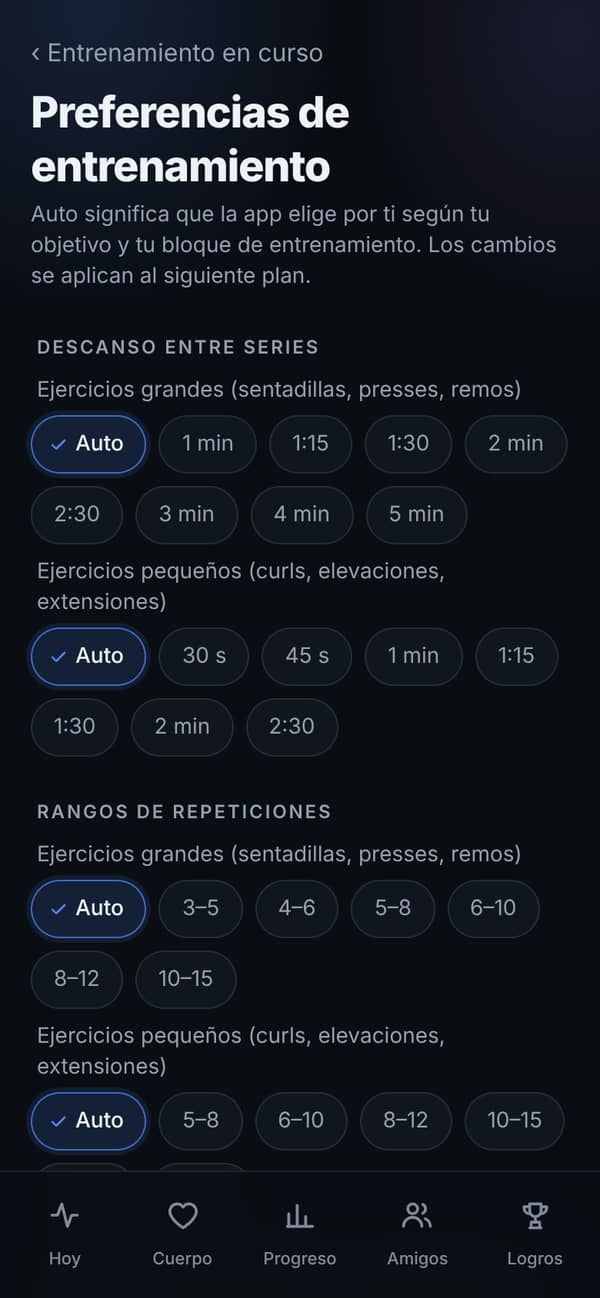 ‹ Entrenamiento en curso
Preferencias de
entrenamiento
Auto significa que la app elige por ti según tu
objetivo y tu bloque de entrenamiento. Los cambios
se aplican al siguiente plan.
DESCANSO ENTRE SERIES
Ejercicios grandes (sentadillas, presses, remos)
Auto 1 min 1:15 1:30 2 min
2:30 3 min 4 min 5 min
Ejercicios pequeños (curls, elevaciones,
extensiones)
Auto 30 s 45 s 1 min 1:15
1:30 2 min 2:30
RANGOS DE REPETICIONES
Ejercicios grandes (sentadillas, presses, remos)
Auto 3–5 4–6 5–8 6–10
8–12 10–15
Ejercicios pequeños (curls, elevaciones,
extensiones)
Auto 5–8 6–10 8–12 10–15
Hoy Cuerpo Progreso Amigos Logros